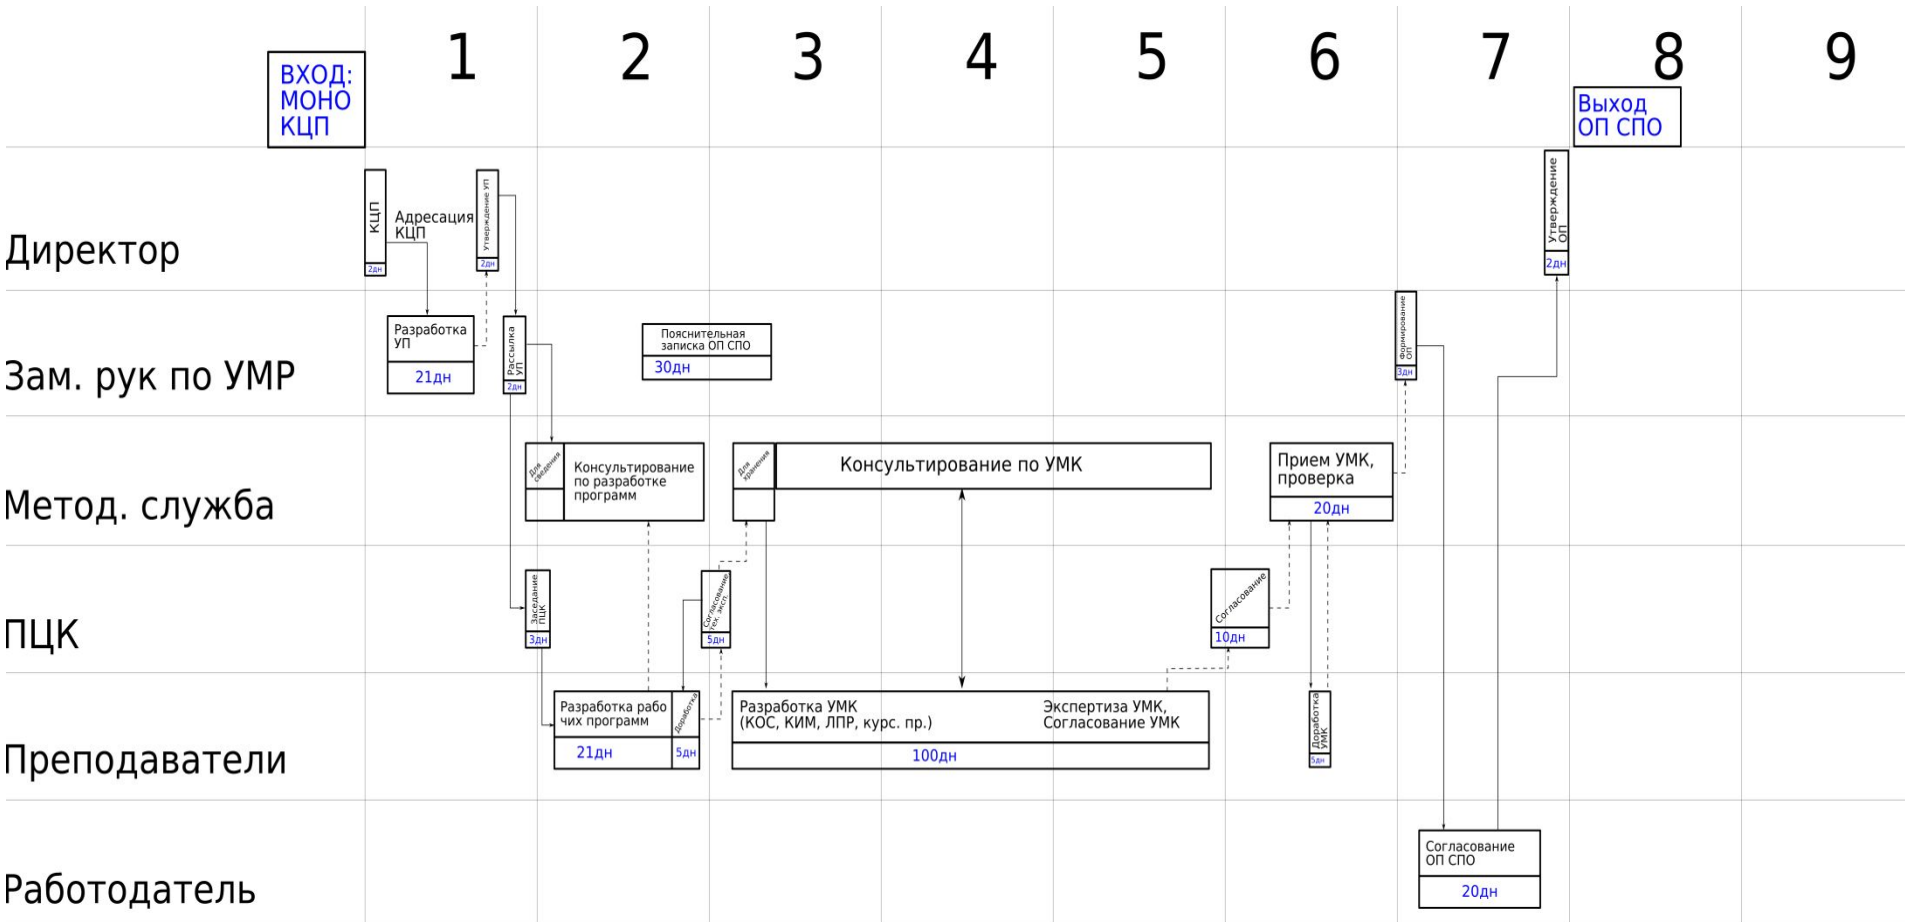 ВХОД:
МОНО
КЦП
1
2
3
4
5
6
7
8
9
Выход
ОП СПО
Директор
КЦП
2дн
Адресация
КЦП
Утверждение УП
2дн
Утверждение
ОП
2дн
Зам. рук по УМР
Разработка
УП
21дн
Рассылка
УП
2дн
Пояснительная
записка ОП СПО
30дн
Формирование
ОП
3дн
Метод. служба
Для
сведения
Консультирование
по разработке
программ
Для
хранения
Консультирование по УМК
Прием УМК,
проверка
20дн
ПЦК
Заседание
ПЦК
3дн
Согласование
тех. эксп.
5дн
Согласование
10дн
Преподаватели
Разработка рабо
чих программ
21дн
Доработка
5дн
Разработка УМК
(КОС, КИМ, ЛПР, курс. пр.)
Экспертиза УМК,
Согласование УМК
100дн
Доработка
УМК
5дн
Работодатель
Согласование
ОП СПО
20дн